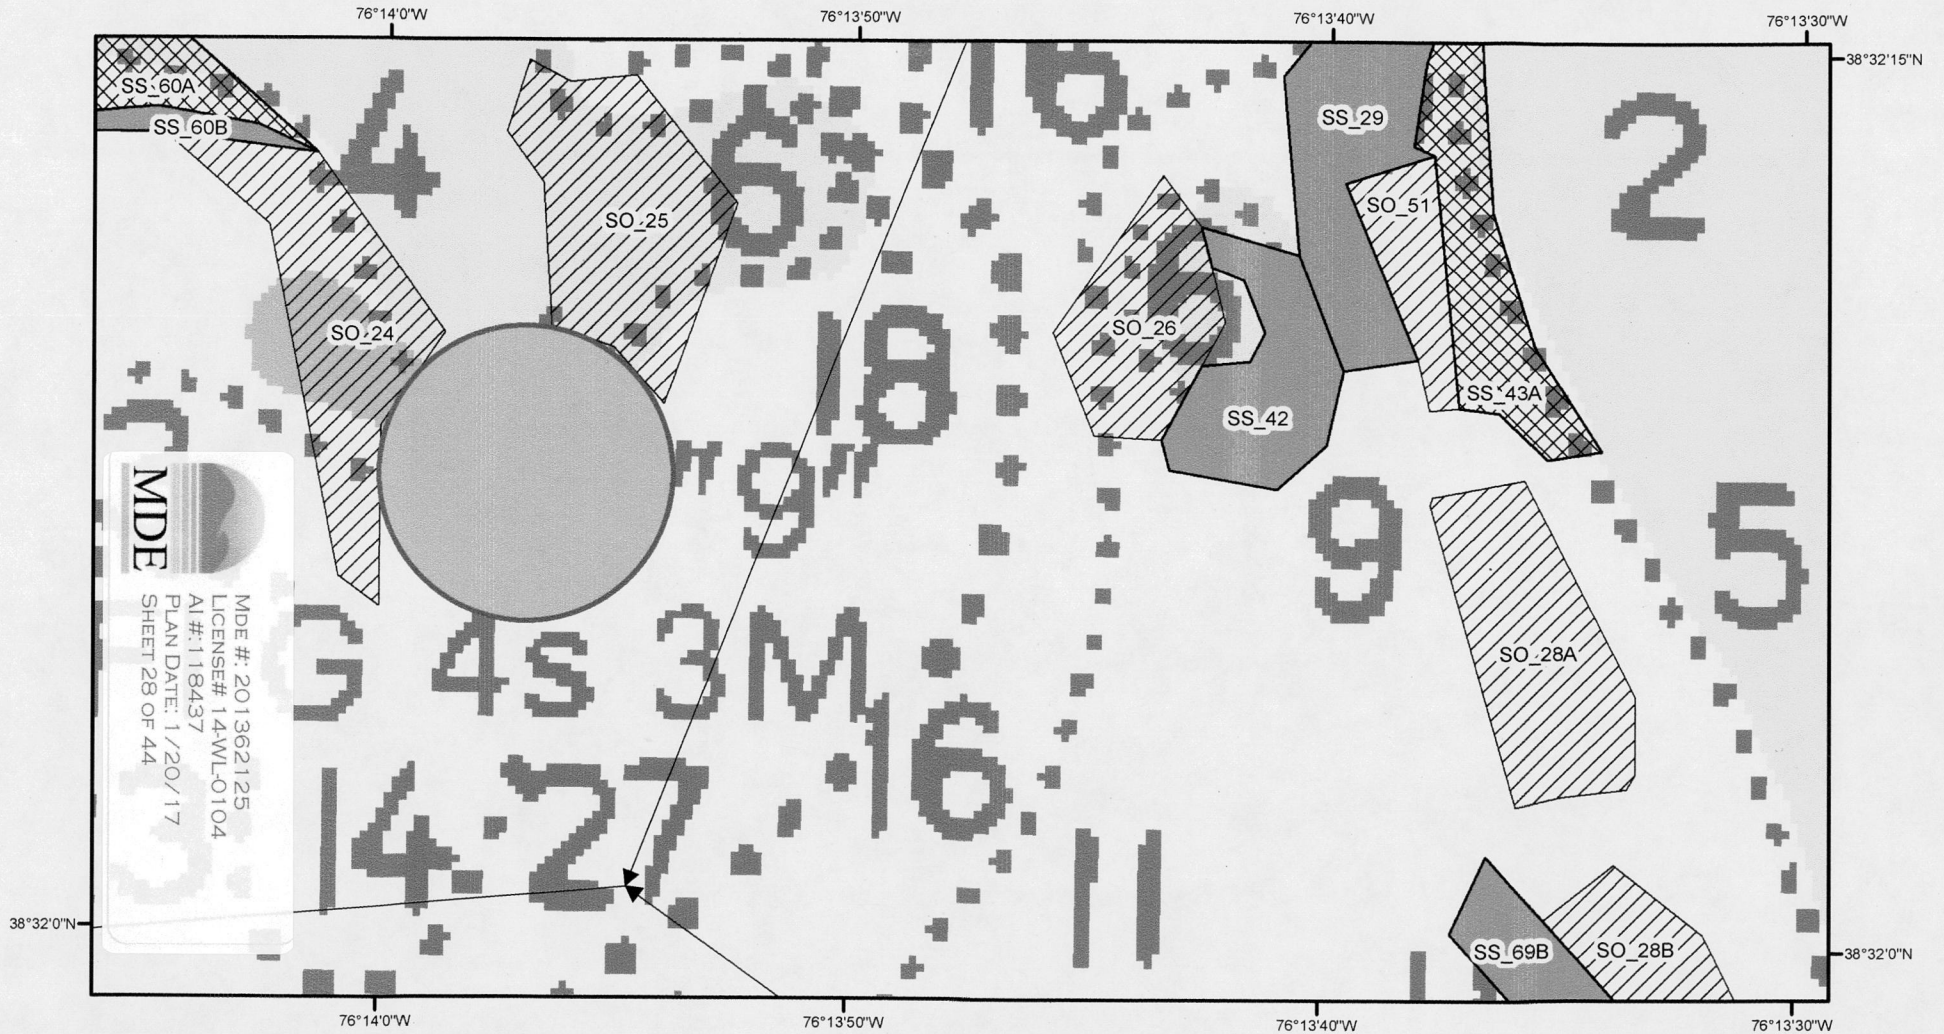 76°14'0"W
76°13'50"W
76°13'40"W
76°13'30"W
38°32'15"N
SS_60A
SS_60B
4
6
16
SS_29
2
SO_25
SO_51
SO_24
SO_26
18
SS_43A
SS_42
"9"
9
5
MDE
MDE #: 201362125
LICENSE# 14-WL-0104
AI #: 118437
PLAN DATE: 1/20/17
SHEET 28 OF 44
G 4s 3M
SO_28A
16
14
27
11
38°32'0"N
SS_69B
SO_28B
38°32'0"N
76°14'0"W
76°13'50"W
76°13'40"W
76°13'30"W